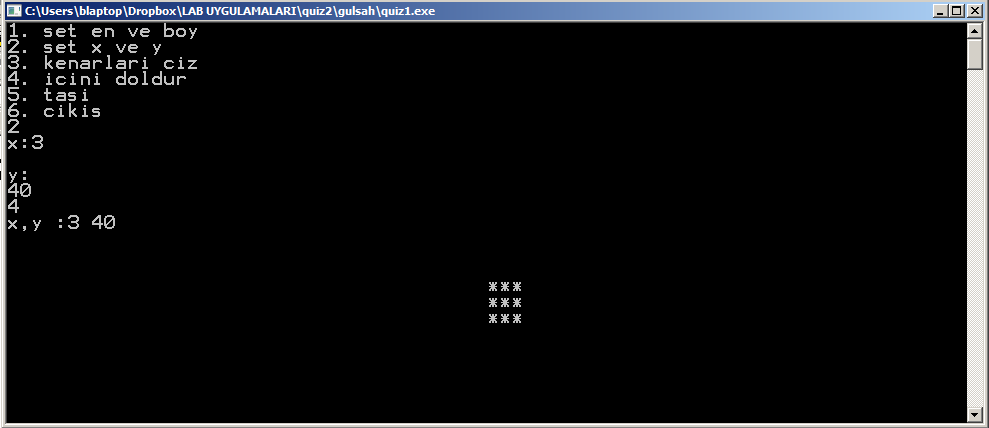 C:\Users\blaptop\Dropbox\LAB UYGULAMALARI\quiz2\gulsah\quiz1.exe
1. set en ve boy
2. set x ve y
3. kenarlari ciz
4. icini doldur
5. tasi
6. cikis
2
x:3
y:
40
4
x,y :3 40
***
***
***